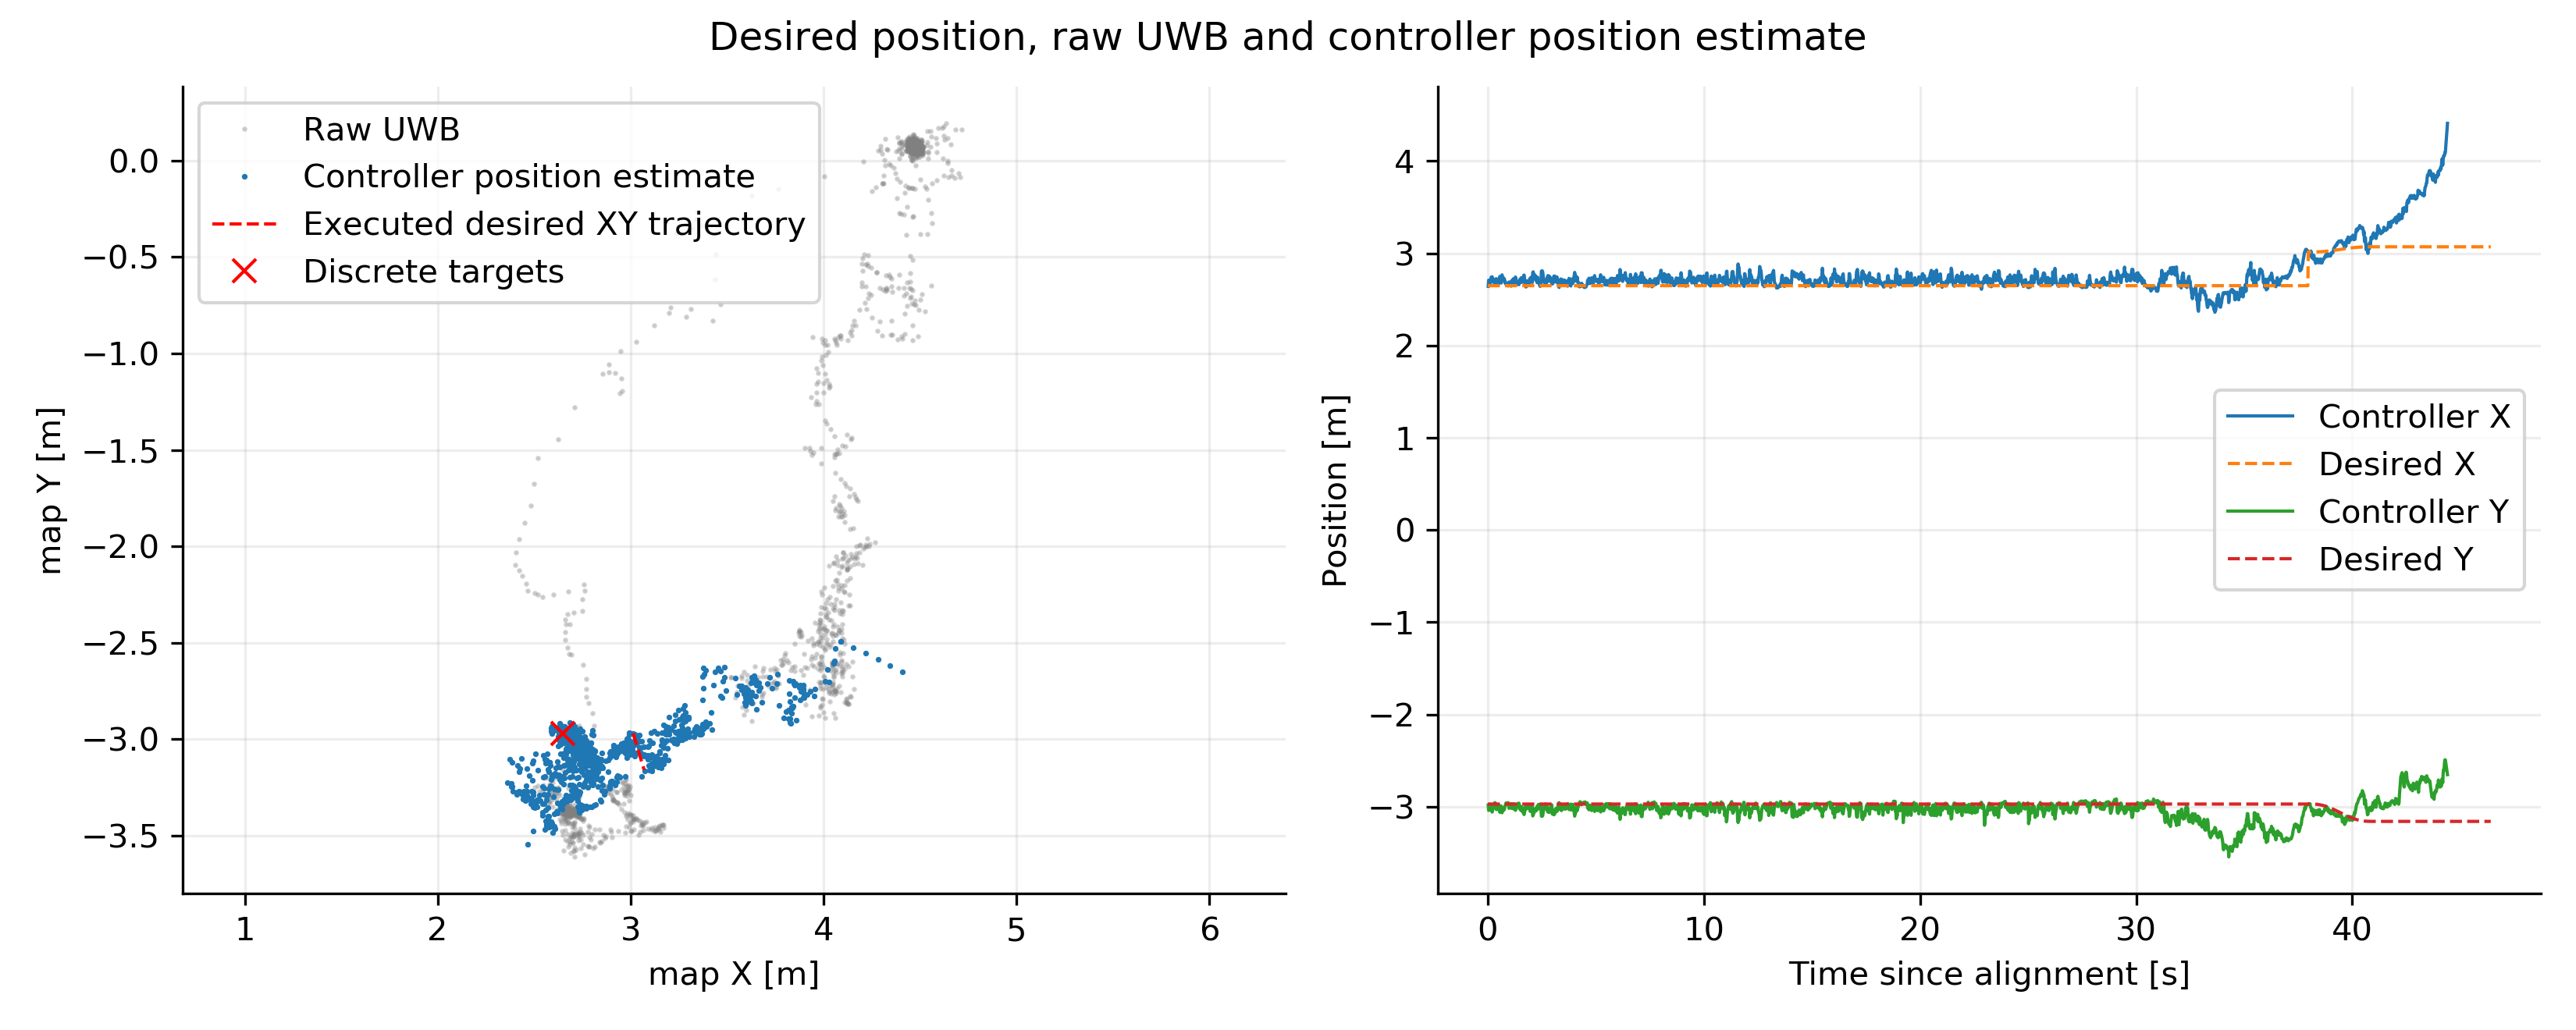 Desired position, raw UWB and controller position estimate
Raw UWB
Controller position estimate
Executed desired XY trajectory
Discrete targets
0.0
−0.5
−1.0
−1.5
−2.0
−2.5
−3.0
−3.5
map Y [m]
1 2 3 4 5 6
map X [m]
4
3
2
1
0
−1
−2
−3
Position [m]
Controller X
Desired X
Controller Y
Desired Y
0 10 20 30 40
Time since alignment [s]